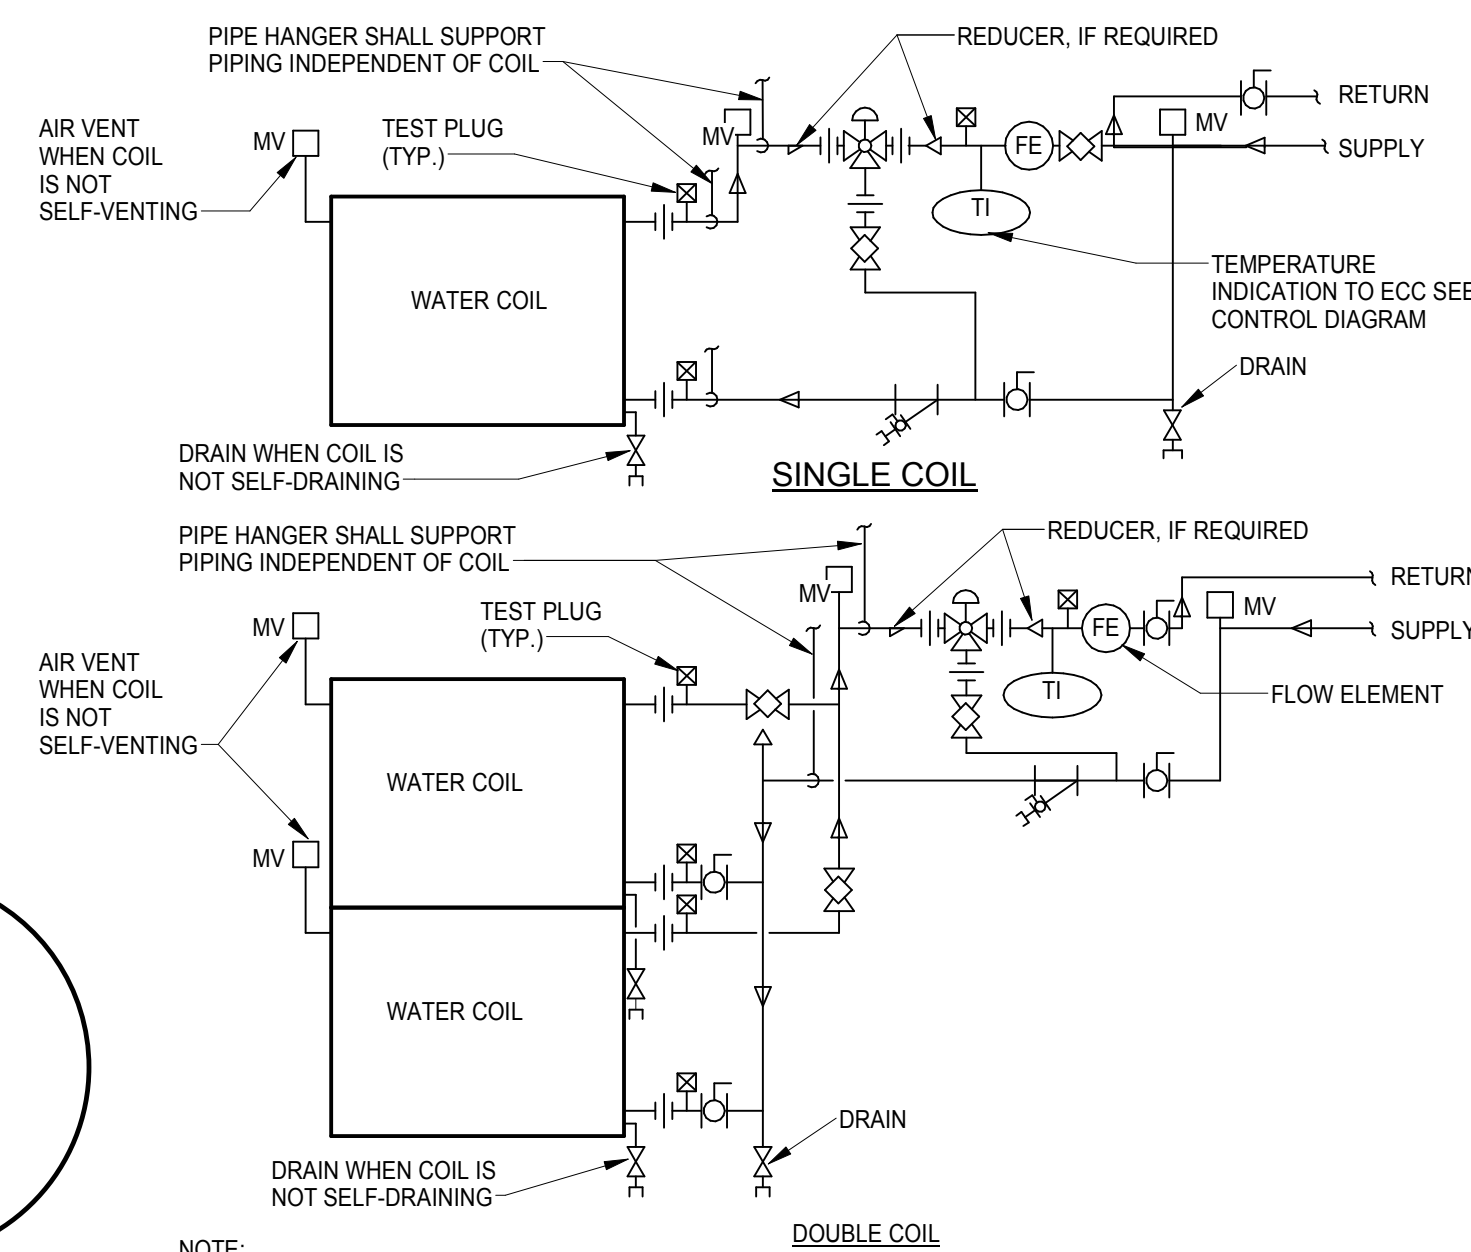 PIPE HANGER SHALL SUPPORT
PIPING INDEPENDENT OF COIL
REDUCER, IF REQUIRED
AIR VENT
WHEN COIL
IS NOT
SELF-VENTING
MV
TEST PLUG
(TYP.)
MV
FE
MV
RETURN
SUPPLY
TI
WATER COIL
TEMPERATURE
INDICATION TO ECC SEE
CONTROL DIAGRAM
DRAIN
DRAIN WHEN COIL IS
NOT SELF-DRAINING
SINGLE COIL
PIPE HANGER SHALL SUPPORT
PIPING INDEPENDENT OF COIL
REDUCER, IF REQUIRED
MV
RETURN
MV
SUPPLY
MV
TEST PLUG
(TYP.)
FE
AIR VENT
WHEN COIL
IS NOT
SELF-VENTING
TI
FLOW ELEMENT
WATER COIL
MV
WATER COIL
DRAIN
DRAIN WHEN COIL IS
NOT SELF-DRAINING
DOUBLE COIL
NOTE: